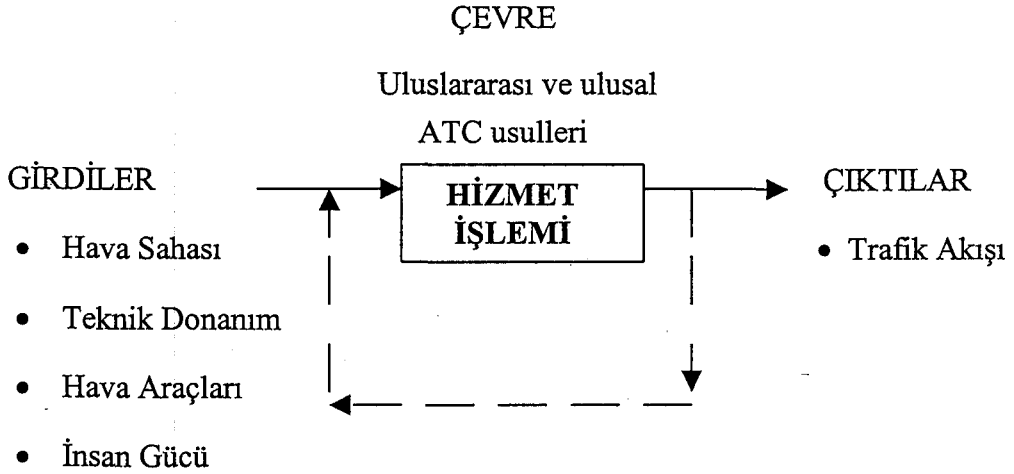 ÇEVRE
Uluslararası ve ulusal
ATC usulleri
GİRDİLER
HİZMET
İŞLEMİ
ÇIKTILAR
• Hava Sahası
• Teknik Donanım
• Hava Araçları
• İnsan Gücü
• Trafik Akışı